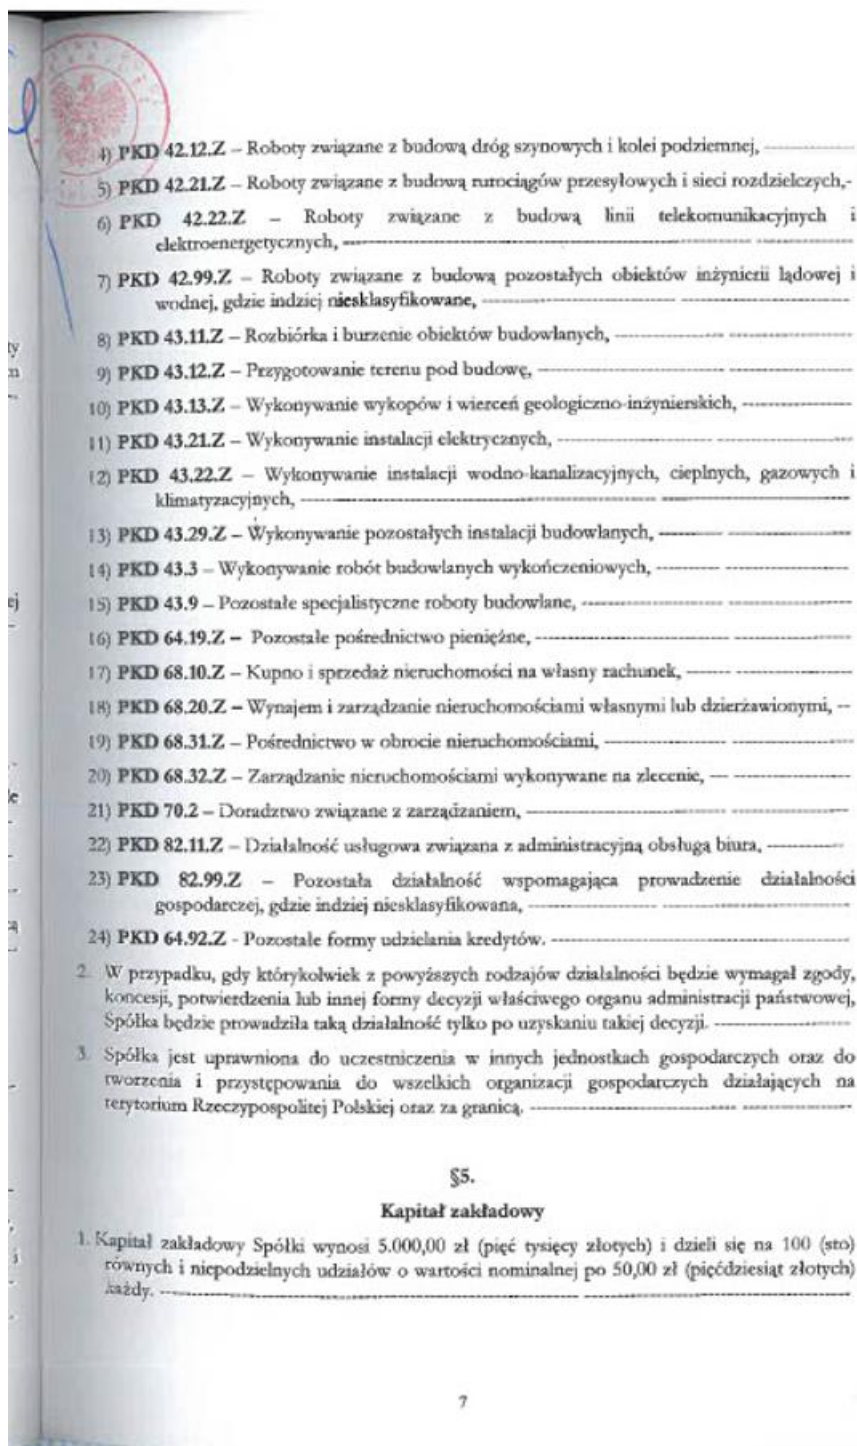 4) PKD 42.12.Z – Roboty związane z budową dróg szynowych i kolei podziemnej, ------------
5) PKD 42.21.Z – Roboty związane z budową rurociągów przesyłowych i sieci rozdzielczych,-
6) PKD 42.22.Z – Roboty związane z budową linii telekomunikacyjnych i
elektroenergetycznych, ------------
7) PKD 42.99.Z – Roboty związane z budową pozostałych obiektów inżynierii lądowej i
wodnej, gdzie indziej niesklasyfikowane, ------------
8) PKD 43.11.Z – Rozbiórka i burzenie obiektów budowlanych, ------------
9) PKD 43.12.Z – Przygotowanie terenu pod budowę, ------------
10) PKD 43.13.Z – Wykonywanie wykopów i wierceń geologiczno-inżynierskich, ------------
11) PKD 43.21.Z – Wykonywanie instalacji elektrycznych, ------------
12) PKD 43.22.Z – Wykonywanie instalacji wodno-kanalizacyjnych, cieplnych, gazowych i
klimatyzacyjnych, ------------
13) PKD 43.29.Z – Wykonywanie pozostałych instalacji budowlanych, ------------
14) PKD 43.3 – Wykonywanie robót budowlanych wykończeniowych, ------------
15) PKD 43.9 – Pozostałe specjalistyczne roboty budowlane, ------------
16) PKD 64.19.Z – Pozostałe pośrednictwo pieniężne, ------------
17) PKD 68.10.Z – Kupno i sprzedaż nieruchomości na własny rachunek, ------------
18) PKD 68.20.Z – Wynajem i zarządzanie nieruchomościami własnymi lub dzierżawionymi, --
19) PKD 68.31.Z – Pośrednictwo w obrocie nieruchomościami, ------------
20) PKD 68.32.Z – Zarządzanie nieruchomościami wykonywane na zlecenie, ------------
21) PKD 70.2 – Doradztwo związane z zarządzaniem, ------------
22) PKD 82.11.Z – Działalność usługowa związana z administracyjną obsługą biura, ------------
23) PKD 82.99.Z – Pozostała działalność wspomagająca prowadzenie działalności
gospodarczej, gdzie indziej niesklasyfikowana, ------------
24) PKD 64.92.Z - Pozostałe formy udzielania kredytów. ------------
2. W przypadku, gdy którykolwiek z powyższych rodzajów działalności będzie wymagał zgody,
koncesji, potwierdzenia lub innej formy decyzji właściwego organu administracji państwowej,
Spółka będzie prowadziła taką działalność tylko po uzyskaniu takiej decyzji. ------------
3. Spółka jest uprawniona do uczestniczenia w innych jednostkach gospodarczych oraz do
tworzenia i przystępowania do wszelkich organizacji gospodarczych działających na
terytorium Rzeczypospolitej Polskiej oraz za granicą. ------------
§5.
Kapitał zakładowy
1. Kapitał zakładowy Spółki wynosi 5.000,00 zł (pięć tysięcy złotych) i dzieli się na 100 (sto)
równych i niepodzielnych udziałów o wartości nominalnej po 50,00 zł (pięćdziesiąt złotych)
każdy. ------------
7